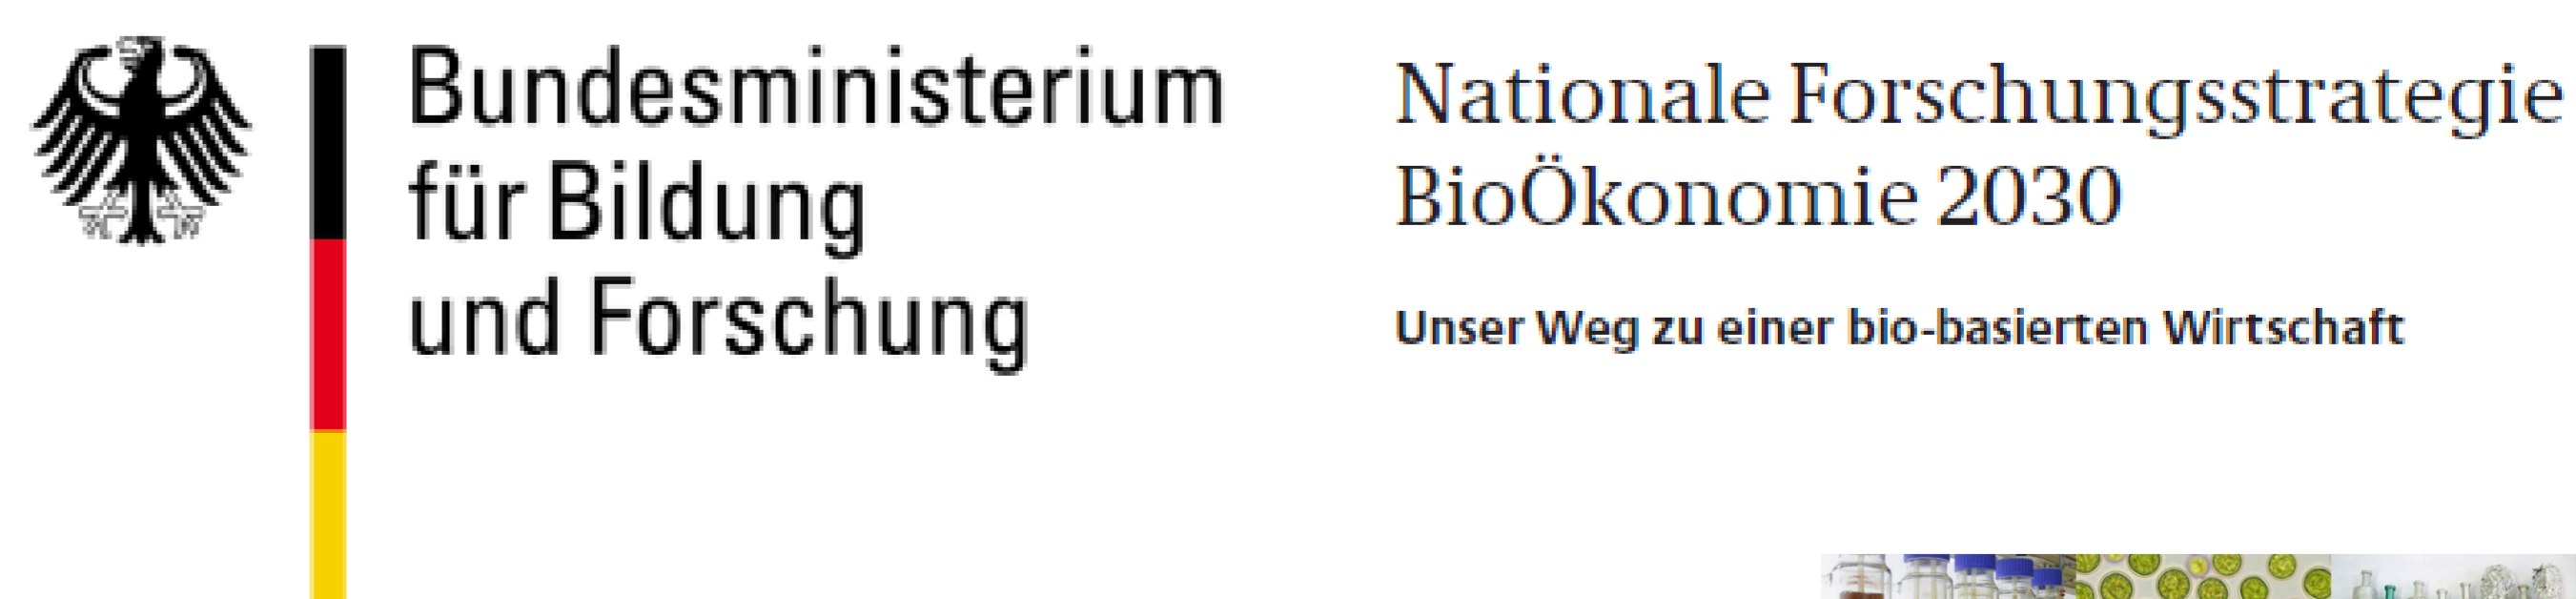 Bundesministerium
für Bildung
und Forschung
Nationale Forschungsstrategie
BioÖkonomie 2030
Unser Weg zu einer bio-basierten Wirtschaft